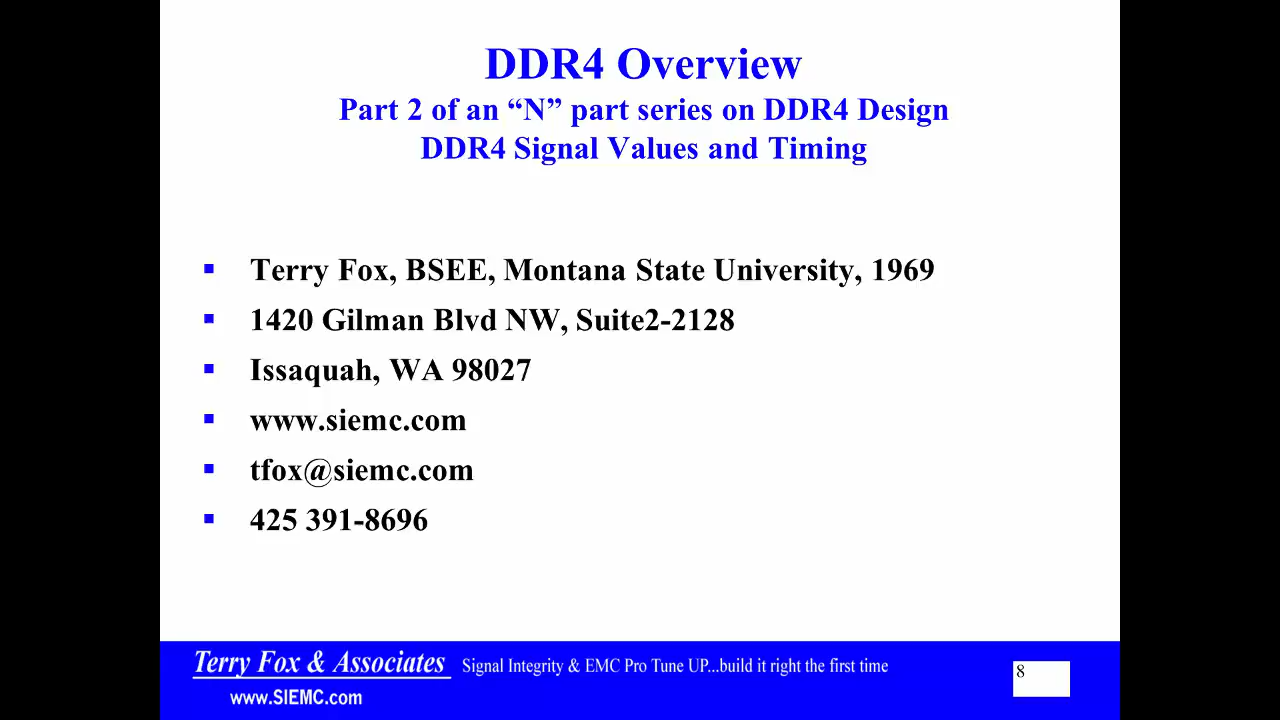 DDR4 Overview
Part 2 of an “N” part series on DDR4 Design
DDR4 Signal Values and Timing
Terry Fox, BSEE, Montana State University, 1969
1420 Gilman Blvd NW, Suite2-2128
Issaquah, WA 98027
www.siemc.com
tfox@siemc.com
425 391-8696
Terry Fox & Associates Signal Integrity & EMC Pro Tune UP...build it right the first time
www.SIEMC.com
8